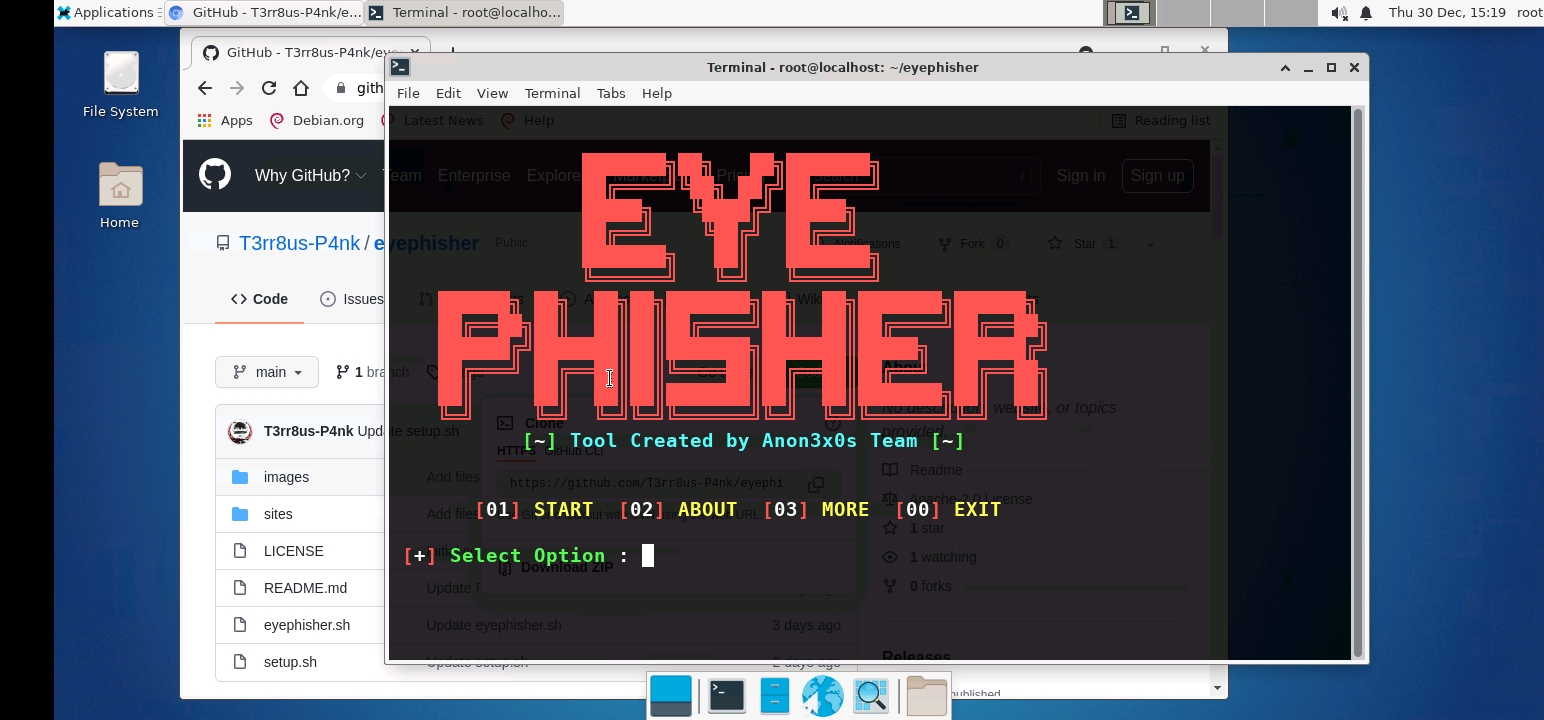 Applications
GitHub - T3rr8us-P4nk/e...
Terminal - root@localho...
Thu 30 Dec, 15:19
root
File System
Home
GitHub - T3rr8us-P4nk/eye
gith
Apps
Debian.org
Latest News
Help
Reading list
Why GitHub?
Team
Enterprise
Explore
Sign in
Sign up
T3rr8us-P4nk / eyephisher
Public
Notifications
Fork 0
Star 1
Code
Issues
main
1 branch
T3rr8us-P4nk Update setup.sh
images
Add files
sites
Add files
LICENSE
README.md
Update
eyephisher.sh
Update eyephisher.sh
3 days ago
setup.sh
Update setup.sh
2 days ago
Clone
HTTPS
GitHub CLI
https://github.com/T3rr8us-P4nk/eyephi
Download ZIP
About
No description, website, or topics
provided.
Readme
Apache-2.0 License
1 star
1 watching
0 forks
Releases
published
Terminal - root@localhost: ~/eyephisher
File Edit View Terminal Tabs Help
EYE
PHISHER
[~] Tool Created by Anon3x0s Team [~]
[01] START [02] ABOUT [03] MORE [00] EXIT
[+] Select Option :